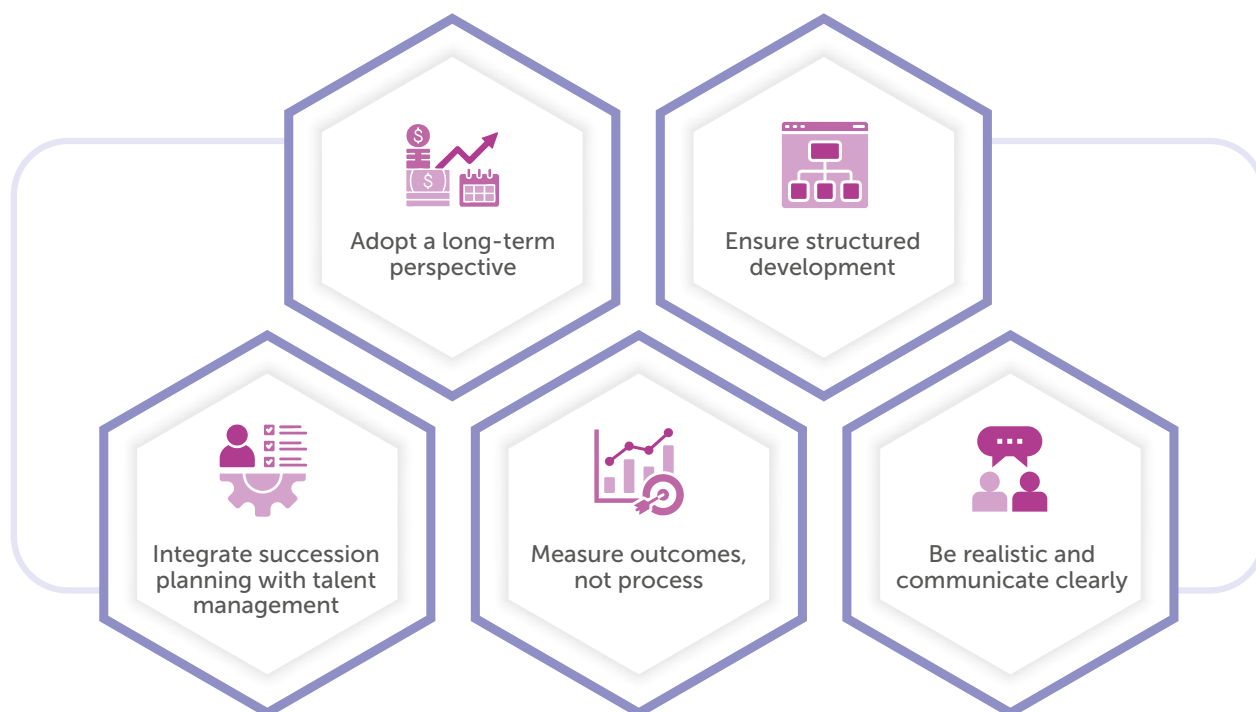 Adopt a long-term
perspective
Ensure structured
development
Integrate succession
planning with talent
management
Measure outcomes,
not process
Be realistic and
communicate clearly